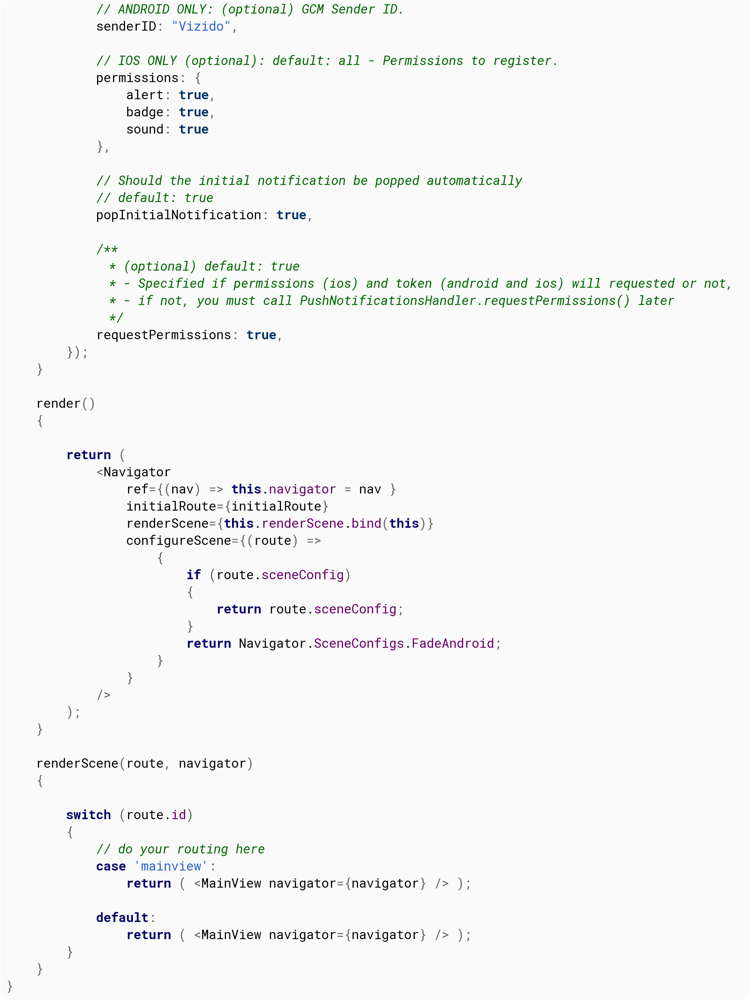 // ANDROID ONLY: (optional) GCM Sender ID.
senderID: "Vizido",
// IOS ONLY (optional): default: all - Permissions to register.
permissions: {
alert: true,
badge: true,
sound: true
},
// Should the initial notification be popped automatically
// default: true
popInitialNotification: true,
/**
* (optional) default: true
* - Specified if permissions (ios) and token (android and ios) will requested or not,
* - if not, you must call PushNotificationsHandler.requestPermissions() later
*/
requestPermissions: true,
});
}
render()
{
return (
<Navigator
ref={(nav) => this.navigator = nav }
initialRoute={initialRoute}
renderScene={this.renderScene.bind(this)}
configureScene={(route) =>
{
if (route.sceneConfig)
{
return route.sceneConfig;
}
return Navigator.SceneConfigs.FadeAndroid;
}
}
/>
);
}
renderScene(route, navigator)
{
switch (route.id)
{
// do your routing here
case 'mainview':
return ( <MainView navigator={navigator} /> );
default:
return ( <MainView navigator={navigator} /> );
}
}
}